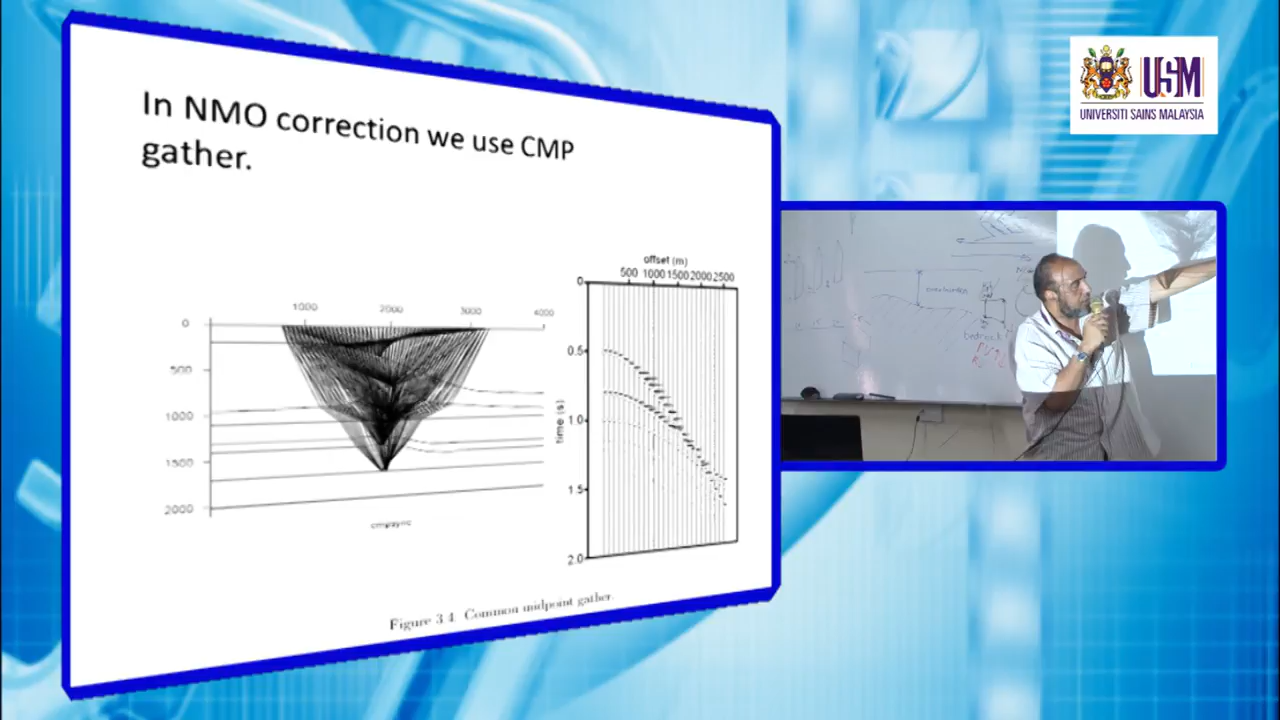 In NMO correction we use CMP
gather.
1000 2000 3000 4000
0
500
1000
1500
2000
offset (m)
500 1000 1500 2000 2500
0
0.5
1.0
1.5
2.0
time (s)
Figure 3.4. Common midpoint gather.
USM
UNIVERSITI SAINS MALAYSIA
bedrock